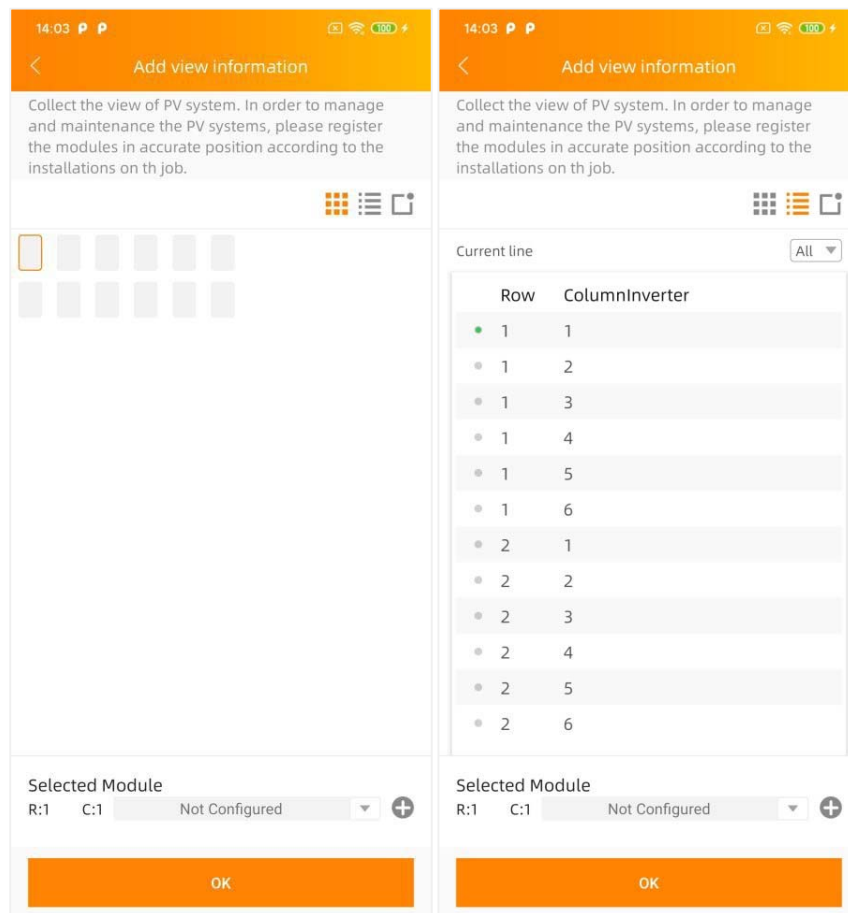 14:03 P P 100
Add view information
Collect the view of PV system. In order to manage
and maintenance the PV systems, please register
the modules in accurate position according to the
installations on th job.
Selected Module
R:1 C:1 Not Configured
OK
14:03 P P 100
Add view information
Collect the view of PV system. In order to manage
and maintenance the PV systems, please register
the modules in accurate position according to the
installations on th job.
Current line All
Row ColumnInverter
1 1
1 2
1 3
1 4
1 5
1 6
2 1
2 2
2 3
2 4
2 5
2 6
Selected Module
R:1 C:1 Not Configured
OK